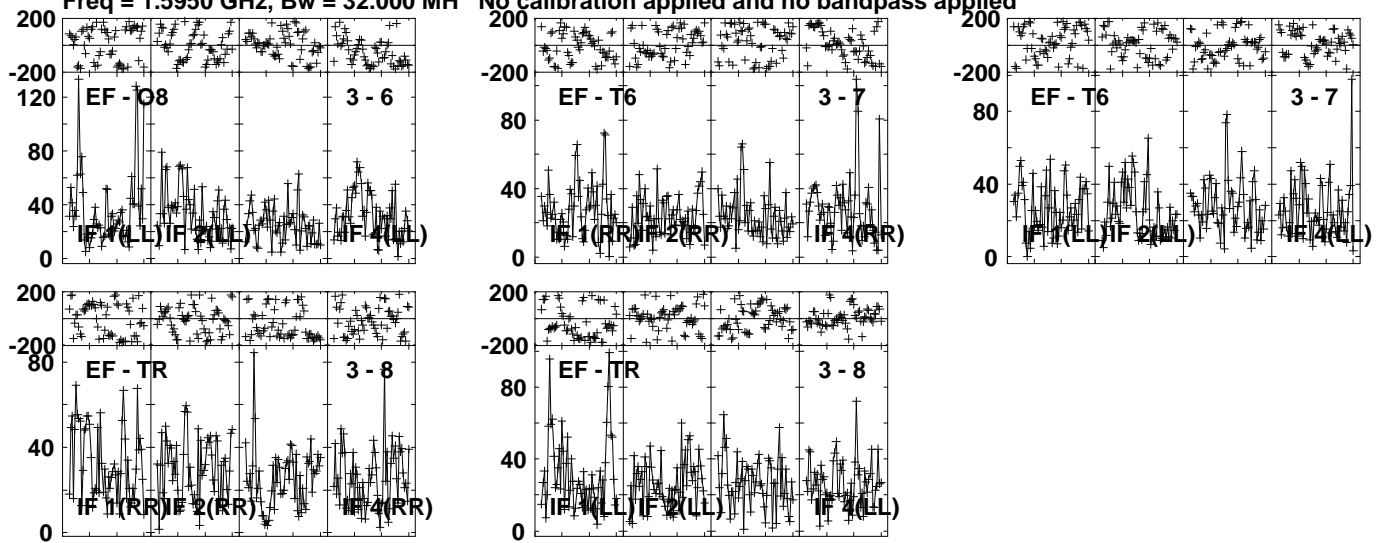 Freq = 1.5950 GHz, Bw = 32.000 MH No calibration applied and no bandpass applied
200
-200
120
80
40
0
EF - O8
3 - 6
IF 1(LL)
IF 2(LL)
IF 4(LL)
200
-200
80
40
0
EF - T6
3 - 7
IF 1(RR)
IF 2(RR)
IF 4(RR)
200
-200
80
40
0
EF - T6
3 - 7
IF 1(LL)
IF 2(LL)
IF 4(LL)
200
-200
80
40
0
EF - TR
3 - 8
IF 1(RR)
IF 2(RR)
IF 4(RR)
200
-200
80
40
0
EF - TR
3 - 8
IF 1(LL)
IF 2(LL)
IF 4(LL)